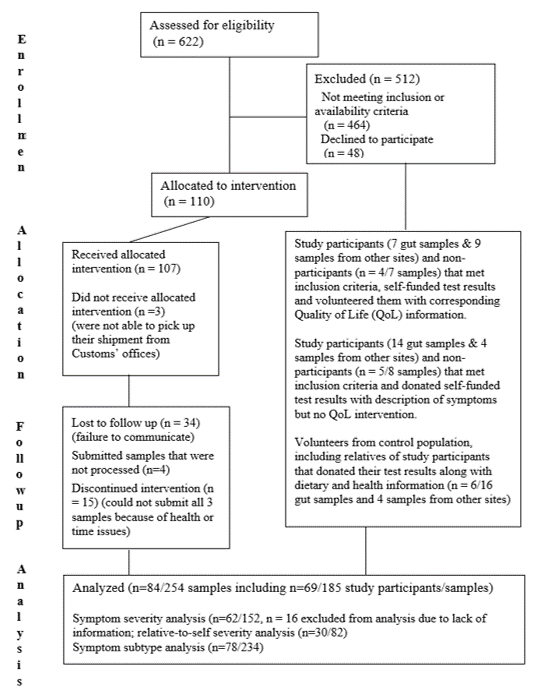 Enrollmen
Assessed for eligibility
(n = 622)
Excluded (n = 512)
Not meeting inclusion or
availability criteria
(n = 464)
Declined to participate
(n = 48)
Allocated to intervention
(n = 110)
Allocation
Received allocated
intervention (n = 107)
Did not receive allocated
intervention (n =3)
(were not able to pick up
their shipment from
Customs' offices)
Study participants (7 gut samples & 9
samples from other sites) and non-
participants (n = 4/7 samples) that met
inclusion criteria, self-funded test results
and volunteered them with corresponding
Quality of Life (QoL) information.
Study participants (14 gut samples & 4
samples from other sites) and non-
participants (n = 5/8 samples) that met
inclusion criteria and donated self-funded
test results with description of symptoms
but no QoL intervention.
Volunteers from control population,
including relatives of study participants
that donated their test results along with
dietary and health information (n = 6/16
gut samples and 4 samples from other sites)
Followup
Lost to follow up (n = 34)
(failure to communicate)
Submitted samples that were
not processed (n=4)
Discontinued intervention (n
= 15) (could not submit all 3
samples because of health or
time issues)
Analysis
Analyzed (n=84/254 samples including n=69/185 study participants/samples)
Symptom severity analysis (n=62/152, n = 16 excluded from analysis due to lack of
information; relative-to-self severity analysis (n=30/82)
Symptom subtype analysis (n=78/234)